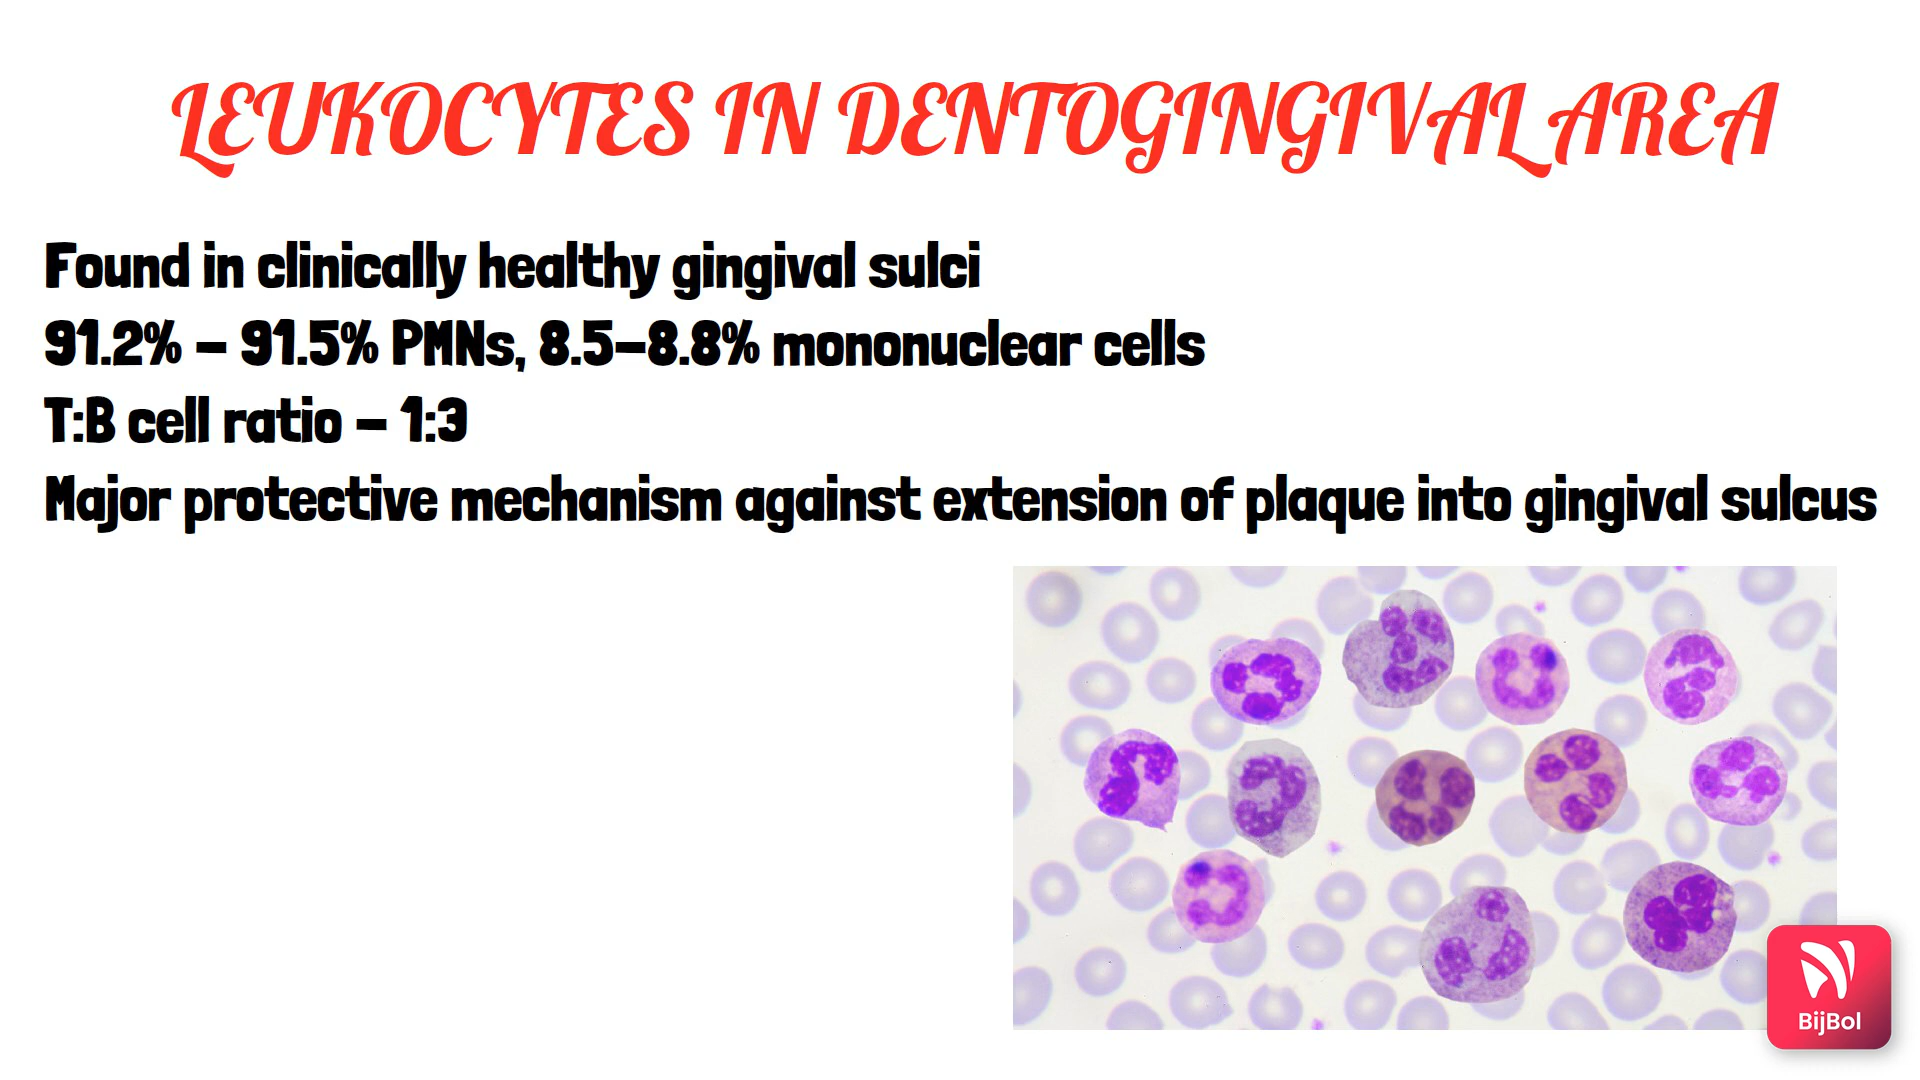 LEUKOCYTES IN DENTOGINGIVAL AREA
Found in clinically healthy gingival sulci
91.2% – 91.5% PMNs, 8.5–8.8% mononuclear cells
T:B cell ratio – 1:3
Major protective mechanism against extension of plaque into gingival sulcus
BijBol